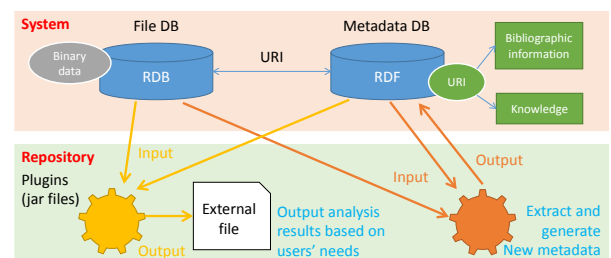 System
File DB
Metadata DB
Binary
data
RDB
URI
RDF
URI
Bibliographic
information
Knowledge
Repository
Plugins
(jar files)
Input
Input
Output
Output
External
file
Output analysis
results based on
users' needs
Extract and
generate
New metadata